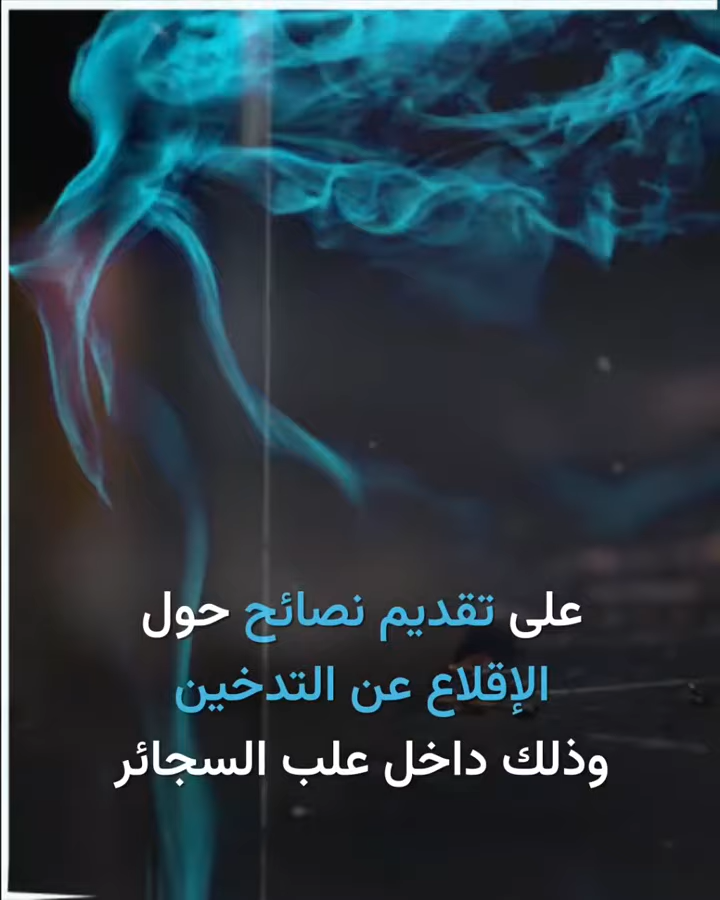 على تقديم نصائح حول
الإقلاع عن التدخين
وذلك داخل علب السجائر